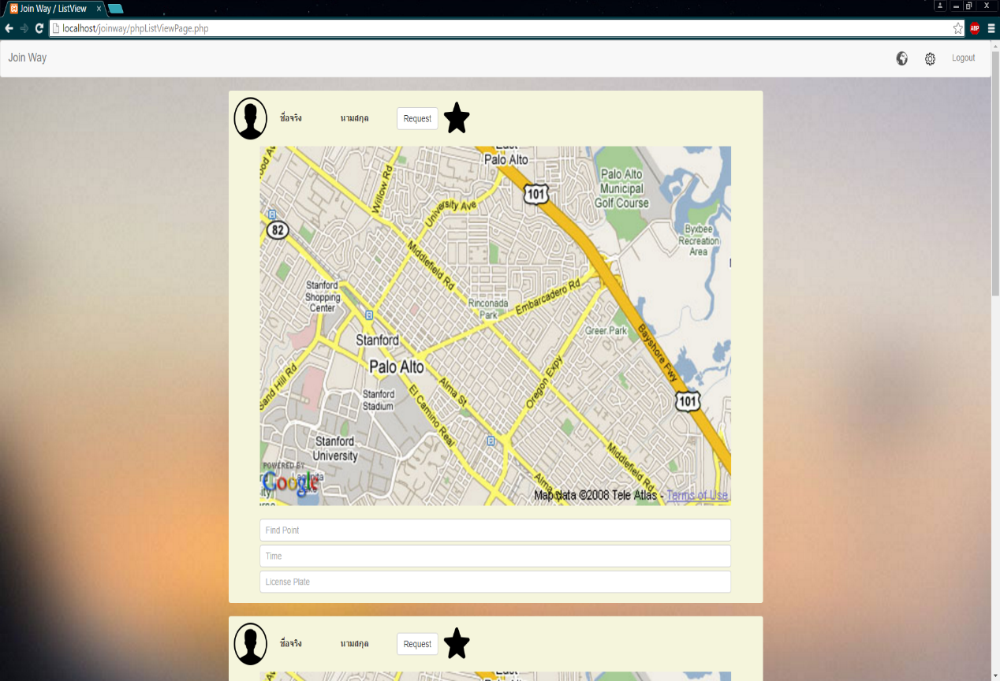 Join Way / ListView
localhost/joinway/phpListViewPage.php
ABP
Join Way
Logout
ชื่อจริง นามสกุล Request
East
Palo Alto
101
Palo Alto
Municipal
Golf Course
Willow Rd
University Ave
82
Byxbee
Recreation
Area
Middlefield Rd
Stanford
Shopping
Center
Rinconada
Park
Embarcadero Rd
Greer Park
Stanford
Palo Alto
Bayshore Fwy
Sand Hill Rd
Alma St
Oregon Expy
Stanford
Stadium
El Camino Real
101
Stanford
University
Middlefield Rd
POWERED BY
Google
Alma
Map data ©2008 Tele Atlas - Terms of Use
Find Point
Time
License Plate
ชื่อจริง นามสกุล Request